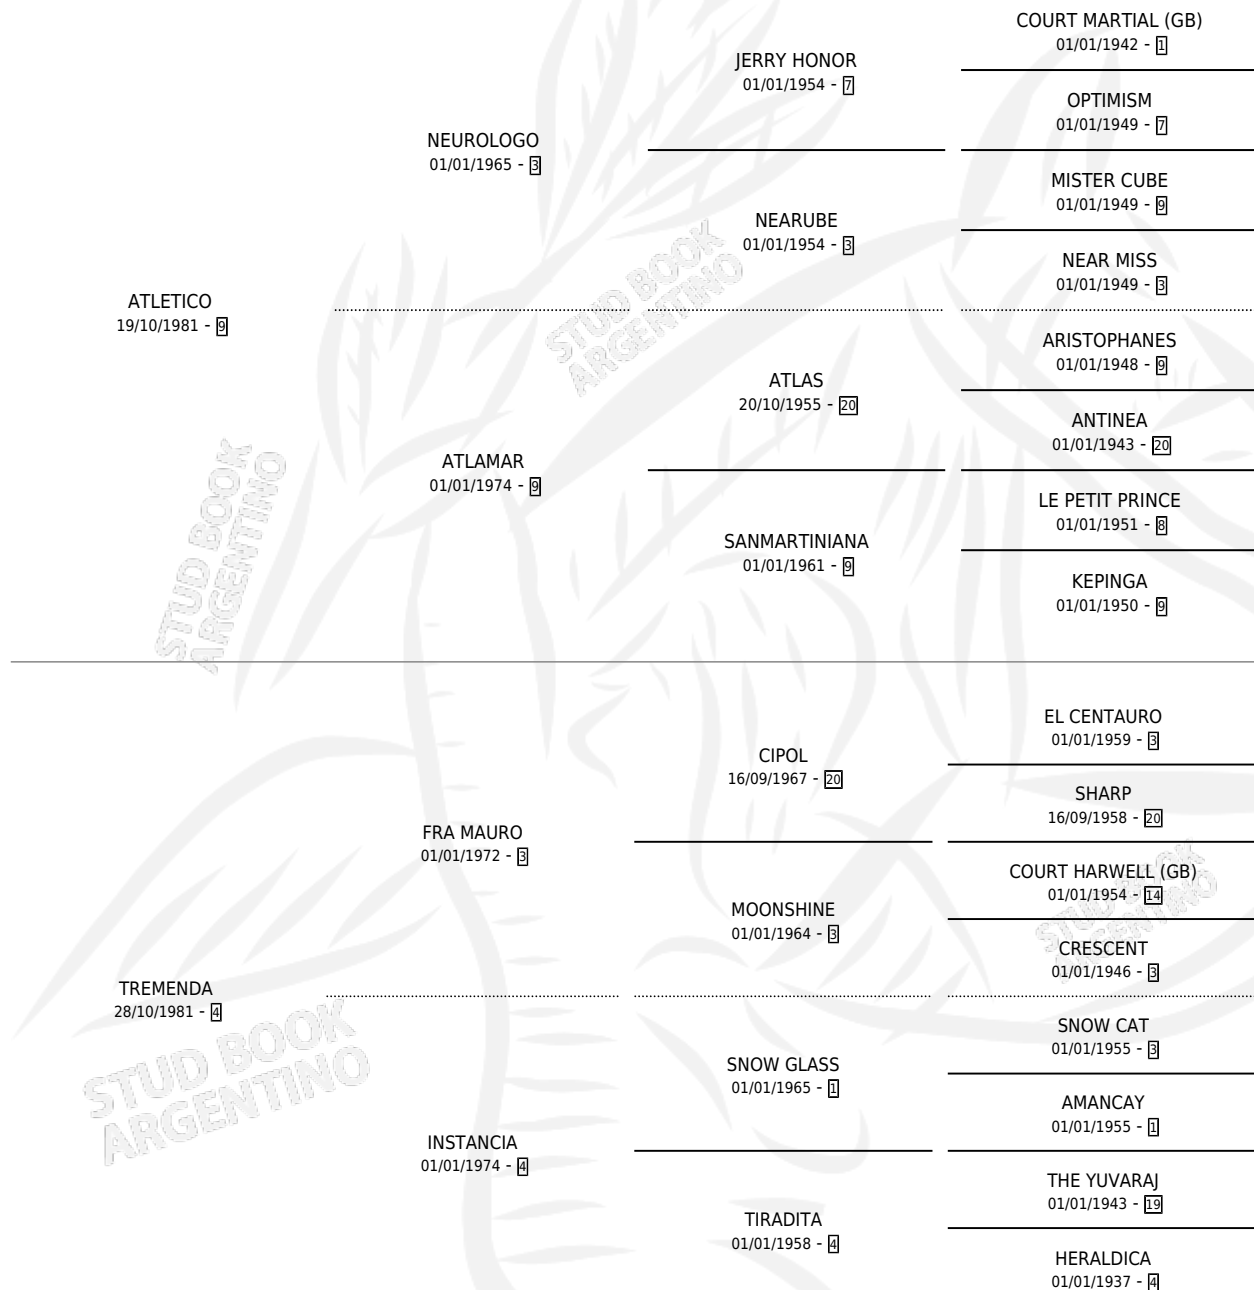 COURT MARTIAL (GB)
01/01/1942 - 1
JERRY HONOR
01/01/1954 - 7
OPTIMISM
01/01/1949 - 7
NEUROLOGO
01/01/1965 - 3
MISTER CUBE
01/01/1949 - 9
NEARUBE
01/01/1954 - 3
NEAR MISS
01/01/1949 - 3
ATLETICO
19/10/1981 - 9
STUD BOOK
ARGENTINO
ARISTOPHANES
01/01/1948 - 9
ATLAS
20/10/1955 - 20
ANTINEA
01/01/1943 - 20
ATLAMAR
01/01/1974 - 9
LE PETIT PRINCE
01/01/1951 - 8
SANMARTINIANA
01/01/1961 - 9
KEPINGA
01/01/1950 - 9
STUD BOOK
ARGENTINO
EL CENTAURO
01/01/1959 - 3
CIPOL
16/09/1967 - 20
SHARP
16/09/1958 - 20
FRA MAURO
01/01/1972 - 3
COURT HARWELL (GB)
01/01/1954 - 14
MOONSHINE
01/01/1964 - 3
STUD BOOK
ARGENTINO
CRESCENT
01/01/1946 - 3
TREMENDA
28/10/1981 - 4
STUD BOOK
ARGENTINO
SNOW CAT
01/01/1955 - 3
SNOW GLASS
01/01/1965 - 1
AMANCAY
01/01/1955 - 1
INSTANCIA
01/01/1974 - 4
THE YUVARAJ
01/01/1943 - 19
TIRADITA
01/01/1958 - 4
HERALDICA
01/01/1937 - 4